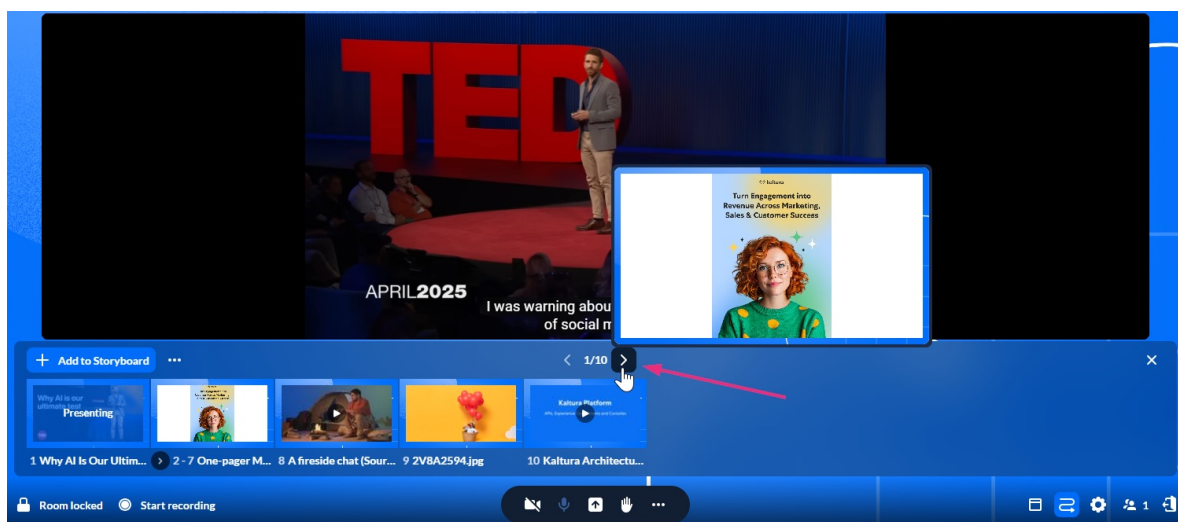 TED
APRIL2025
I was warning abou
of social m
kaltura
Turn Engagement into
Revenue Across Marketing,
Sales & Customer Success
+ Add to Storyboard ...
< 1/10 >
Why AI is our
ultimate test
Presenting
Kaltura Platform
1 Why AI Is Our Ultim...
2 - 7 One-pager M...
8 A fireside chat (Sour...
9 2V8A2594.jpg
10 Kaltura Architectu...
Room locked
Start recording
1